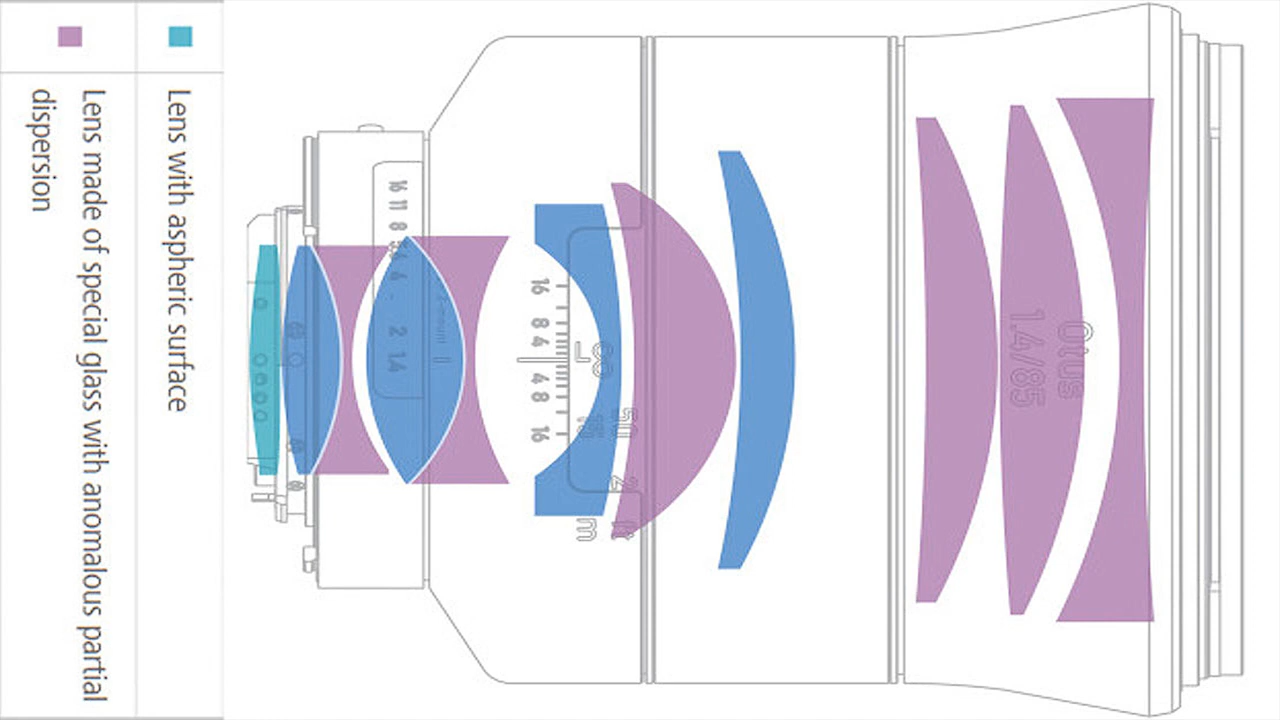 Lens with aspheric surface
Lens made of special glass with anomalous partial
dispersion
Otus
1.4/85
∞
50
ft
m
16 8 4 4 8 16
16 11 8
2 1.4